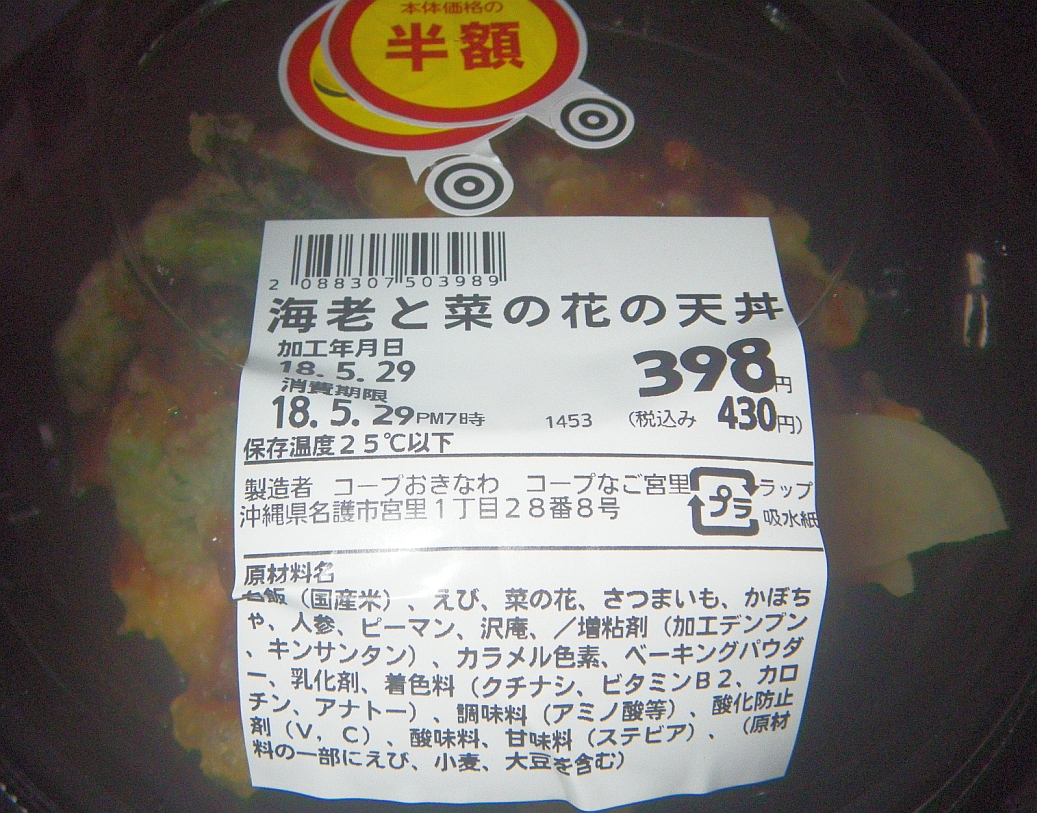 本体価格の
半額
2 088307 503989
海老と菜の花の天丼
加工年月日
18. 5. 29
398円
消費期限
18. 5. 29PM7時 1453 (税込み 430円)
保存温度25℃以下
製造者 コープおきなわ コープなご宮里
沖縄県名護市宮里1丁目28番8号
プラ
ラップ
吸水紙
原材料名
ご飯（国産米）、えび、菜の花、さつまいも、かぼち
ゃ、人参、ピーマン、沢庵、／増粘剤（加工デンプン
、キンサンタン）、カラメル色素、ベーキングパウダ
ー、乳化剤、着色料（クチナシ、ビタミンB2、カロ
チン、アナトー）、調味料（アミノ酸等）、酸化防止
剤（V，C）、酸味料、甘味料（ステビア）、（原材
料の一部にえび、小麦、大豆を含む）